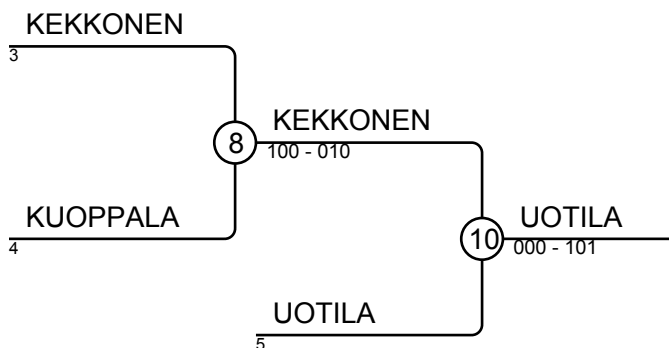 KEKKONEN
3
8
KEKKONEN
100 - 010
KUOPPALA
4
10
UOTILA
000 - 101
UOTILA
5